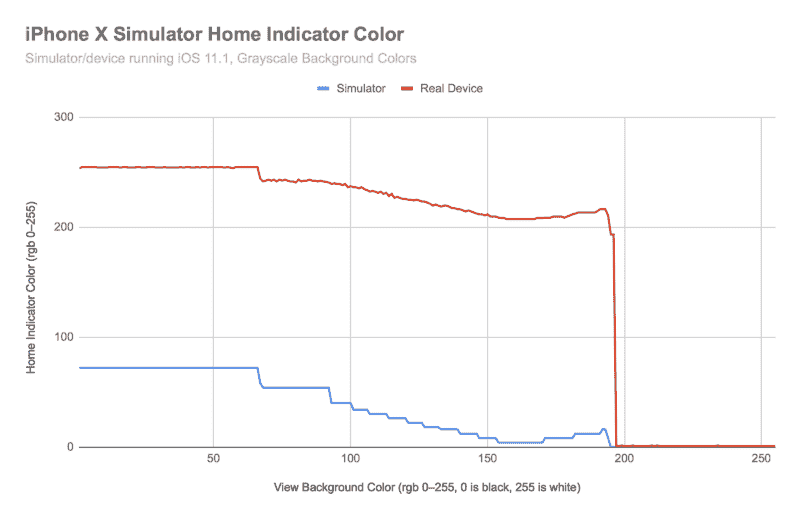 iPhone X Simulator Home Indicator Color
Simulator/device running iOS 11.1, Grayscale Background Colors
Simulator Real Device
300
200
100
0
Home Indicator Color (rgb 0–255)
50 100 150 200 250
View Background Color (rgb 0–255, 0 is black, 255 is white)